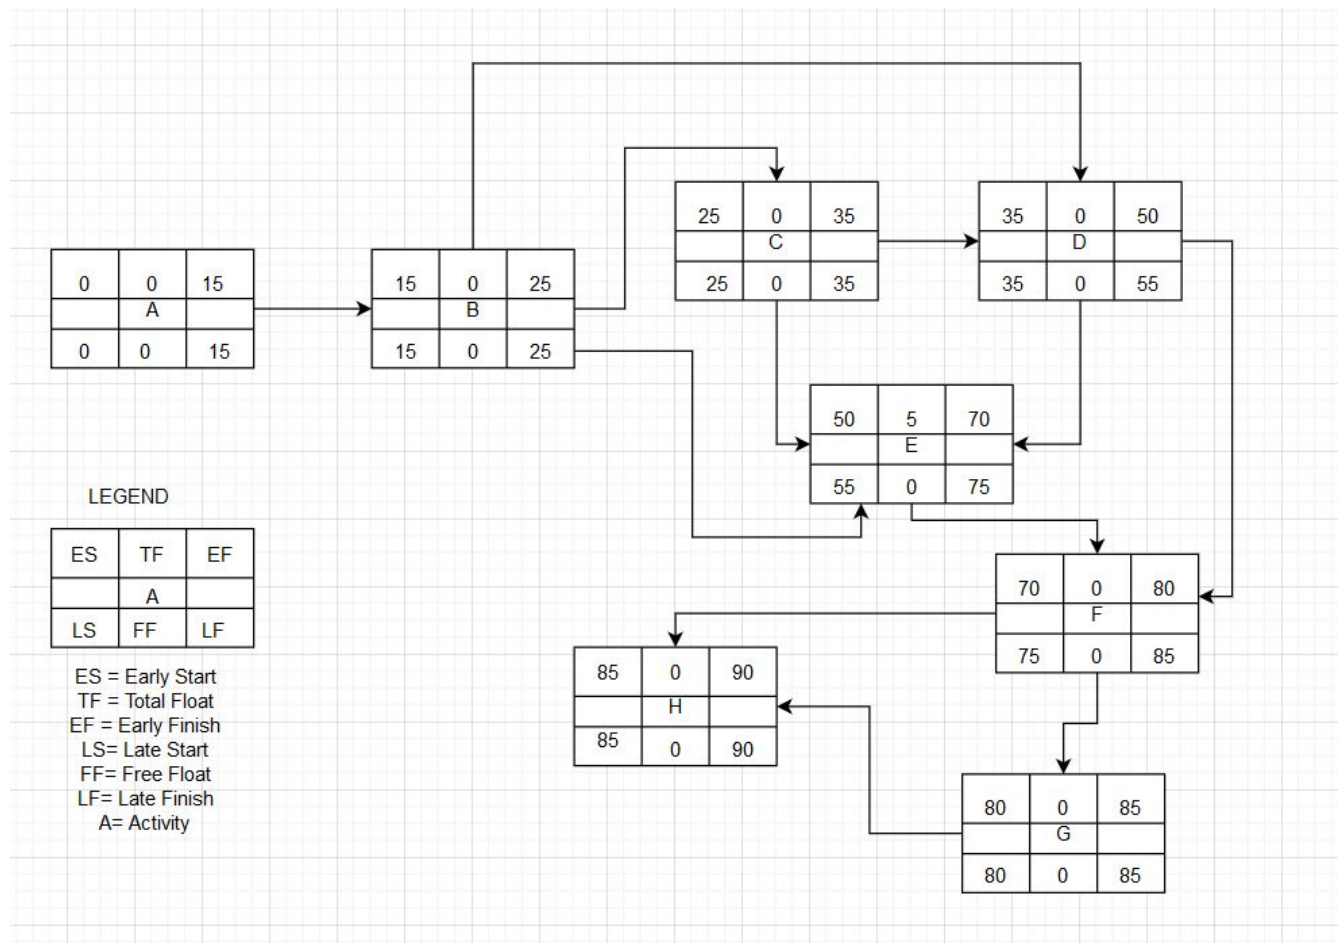 25 0 35
C
25 0 35
35 0 50
D
35 0 55
0 0 15
A
0 0 15
15 0 25
B
15 0 25
50 5 70
E
55 0 75
LEGEND
ES TF EF
A
LS FF LF
ES = Early Start
TF = Total Float
EF = Early Finish
LS= Late Start
FF= Free Float
LF= Late Finish
A= Activity
70 0 80
F
75 0 85
85 0 90
H
85 0 90
80 0 85
G
80 0 85